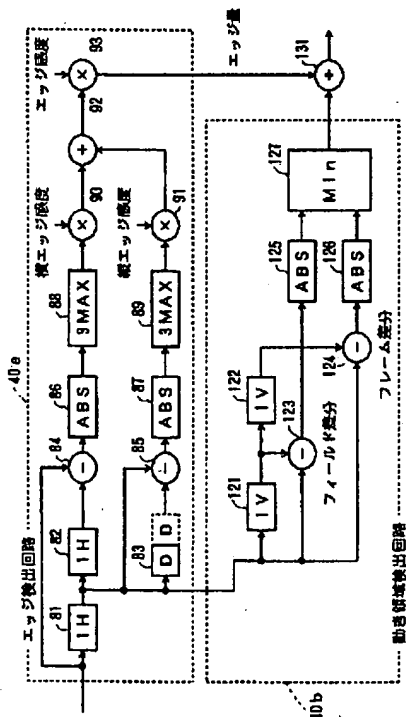 エッジ検出回路
40a
81
1H
82
1H
84
−
86
ABS
88
9MAX
横エッジ感度
90
×
92
+
エッジ感度
93
×
83
D
D
85
−
87
ABS
89
3MAX
縦エッジ感度
91
×
エッジ量
131
+
121
1V
122
1V
123
−
フィールド差分
124
−
フレーム差分
125
ABS
126
ABS
127
Min
動き領域検出回路